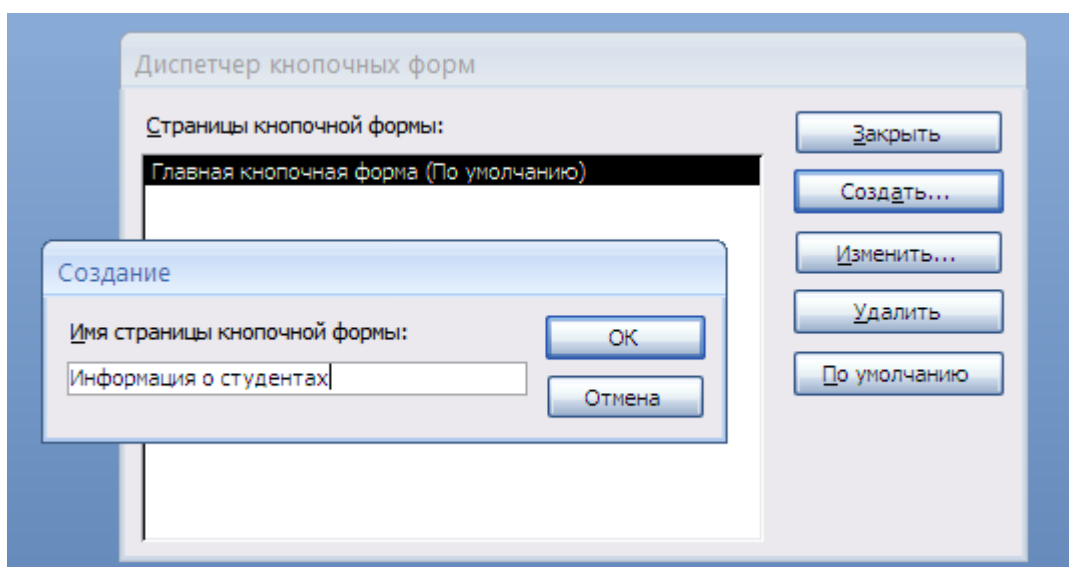 Диспетчер кнопочных форм
Страницы кнопочной формы:
Главная кнопочная форма (По умолчанию)
Закрыть
Создать...
Изменить...
Удалить
По умолчанию
Создание
Имя страницы кнопочной формы:
Информация о студентах
ОК
Отмена